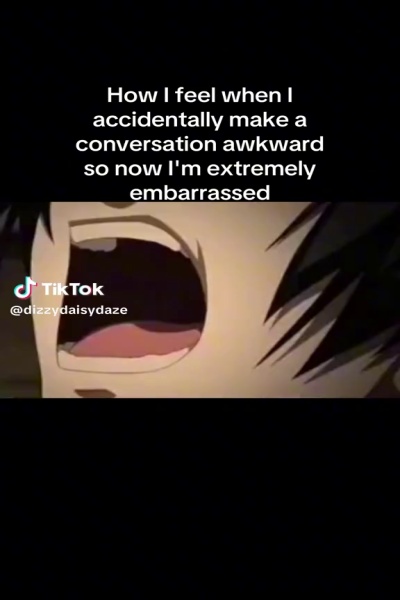 How I feel when I
accidentally make a
conversation awkward
so now I'm extremely
embarrassed
TikTok
@dizzydaisydaze